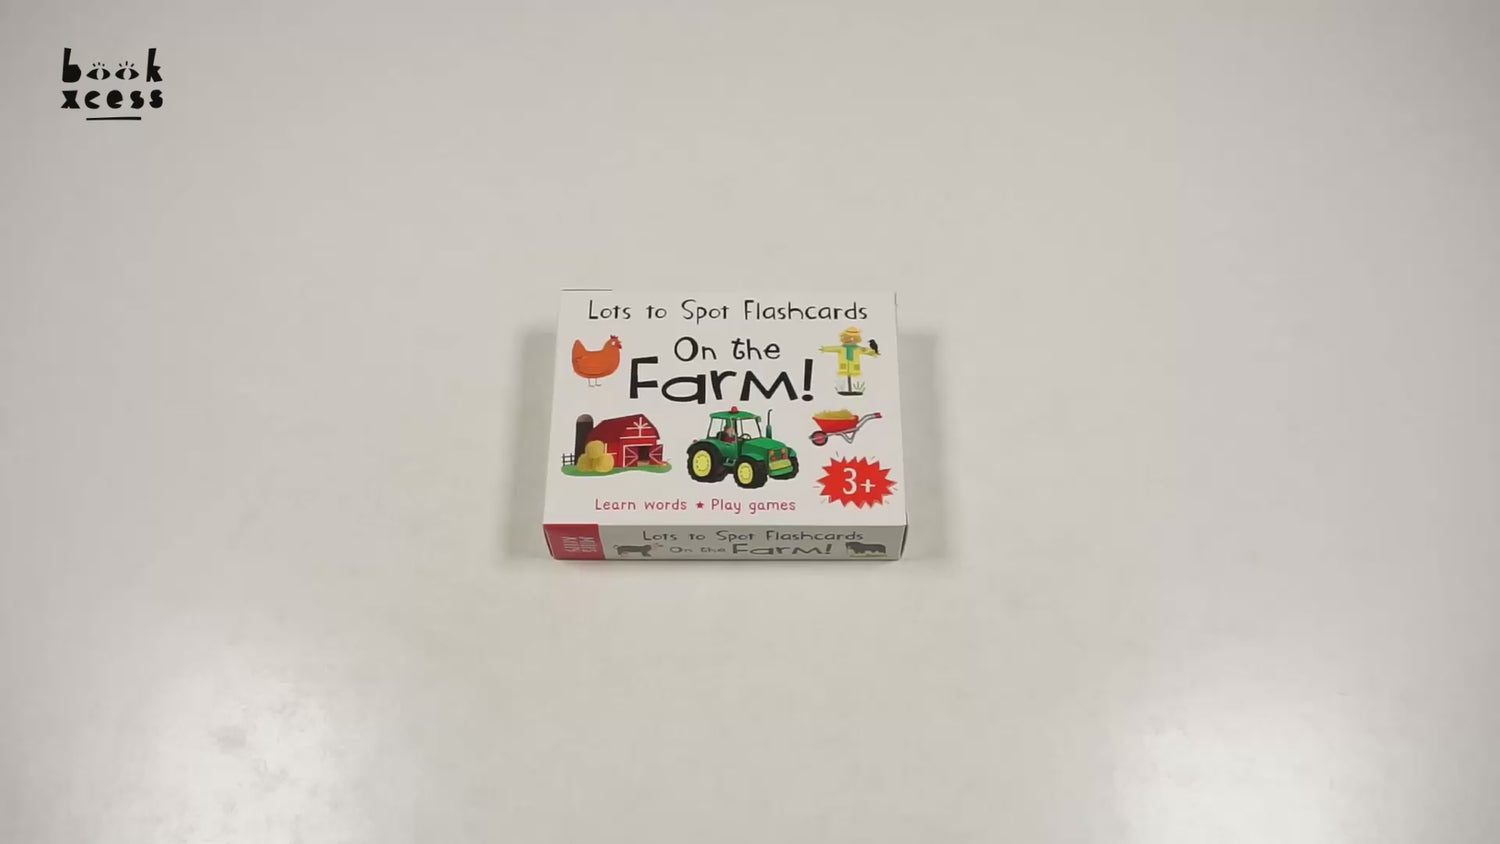 book
xcess
Lots to Spot Flashcards
On the
Farm!
3+
Learn words ★ Play games
Lots to Spot Flashcards
On the Farm!